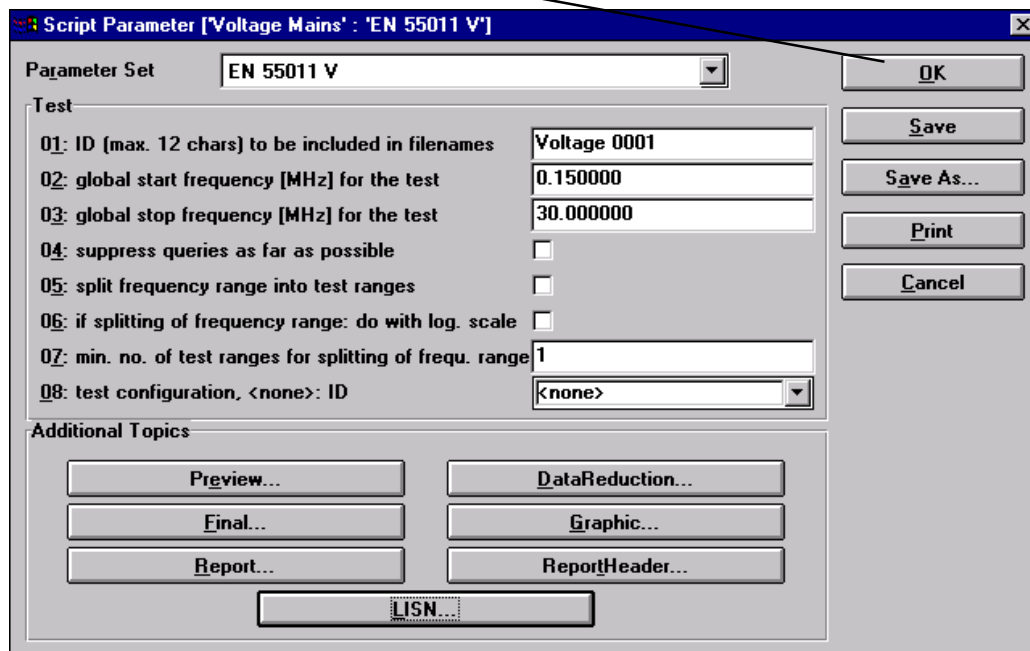 Script Parameter ['Voltage Mains' : 'EN 55011 V']
Parameter Set EN 55011 V
OK
Test
Save
01: ID (max. 12 chars) to be included in filenames Voltage 0001
02: global start frequency [MHz] for the test 0.150000
Save As...
03: global stop frequency [MHz] for the test 30.000000
Print
04: suppress queries as far as possible
05: split frequency range into test ranges
Cancel
06: if splitting of frequency range: do with log. scale
07: min. no. of test ranges for splitting of frequ. range 1
08: test configuration, <none>: ID <none>
Additional Topics
Preview... DataReduction...
Final... Graphic...
Report... ReportHeader...
LISN...